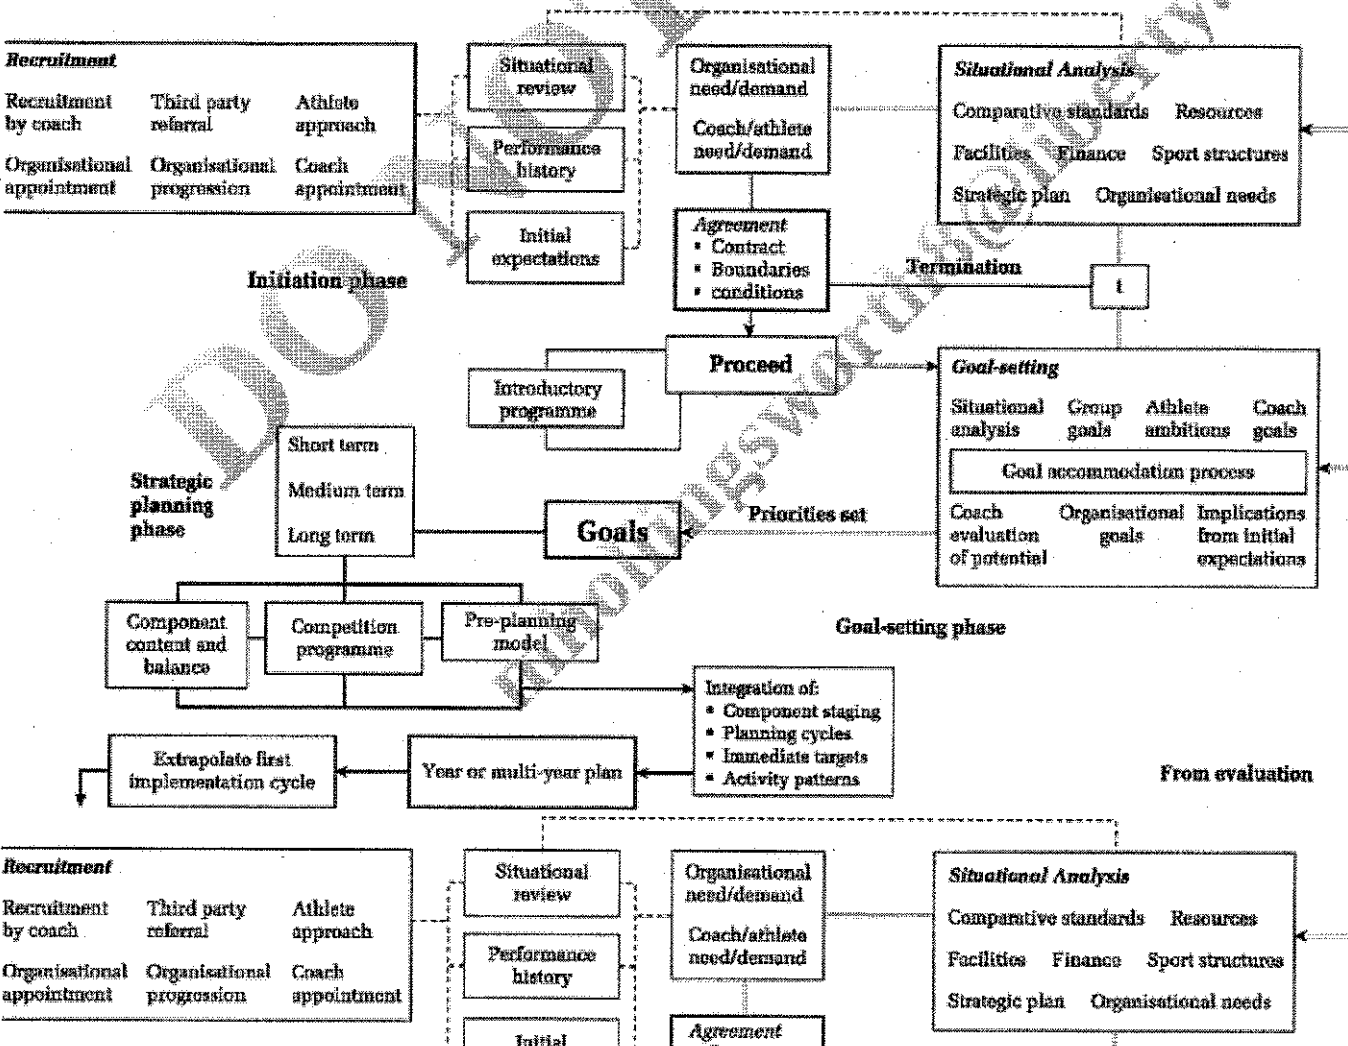 Recruitment
Recruitment by coach
Third party referral
Athlete approach
Organisational appointment
Organisational progression
Coach appointment
Situational review
Performance history
Initial expectations
Organisational need/demand
Coach/athlete need/demand
Situational Analysis
Comparative standards Resources
Facilities Finance Sport structures
Strategic plan Organisational needs
Initiation phase
Agreement
▪ Contract
▪ Boundaries
▪ conditions
Termination
t
Proceed
Introductory programme
Goal-setting
Situational analysis
Group goals
Athlete ambitions
Coach goals
Goal accommodation process
Coach evaluation of potential
Organisational goals
Implications from initial expectations
Short term
Medium term
Long term
Strategic planning phase
Goals
Priorities set
Component content and balance
Competition programme
Pre-planning model
Goal-setting phase
Integration of:
▪ Component staging
▪ Planning cycles
▪ Immediate targets
▪ Activity patterns
Extrapolate first implementation cycle
Year or multi-year plan
From evaluation
Recruitment
Recruitment by coach
Third party referral
Athlete approach
Organisational appointment
Organisational progression
Coach appointment
Situational review
Performance history
Initial
Organisational need/demand
Coach/athlete need/demand
Agreement
Situational Analysis
Comparative standards Resources
Facilities Finance Sport structures
Strategic plan Organisational needs